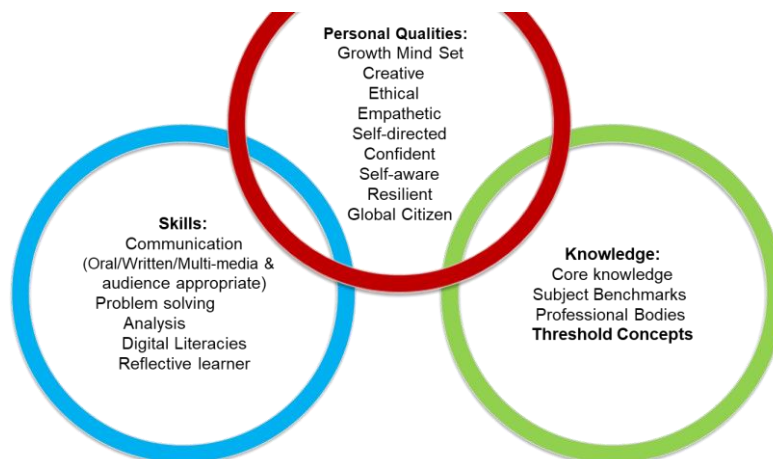 Personal Qualities:
Growth Mind Set
Creative
Ethical
Empathetic
Self-directed
Confident
Self-aware
Resilient
Global Citizen
Skills:
Communication
(Oral/Written/Multi-media &
audience appropriate)
Problem solving
Analysis
Digital Literacies
Reflective learner
Knowledge:
Core knowledge
Subject Benchmarks
Professional Bodies
Threshold Concepts